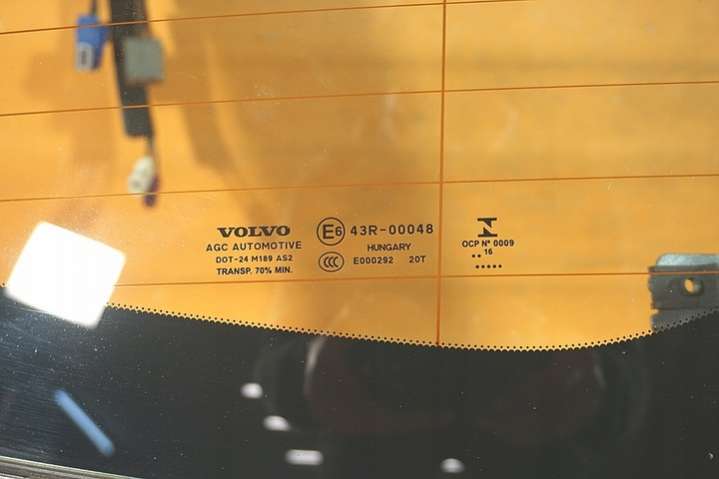 VOLVO
AGC AUTOMOTIVE
DOT-24 M189 AS2
TRANSP. 70% MIN.
E6 43R-00048
HUNGARY
CCC E000292 20T
N
OCP Nº 0009
.. 16
.....